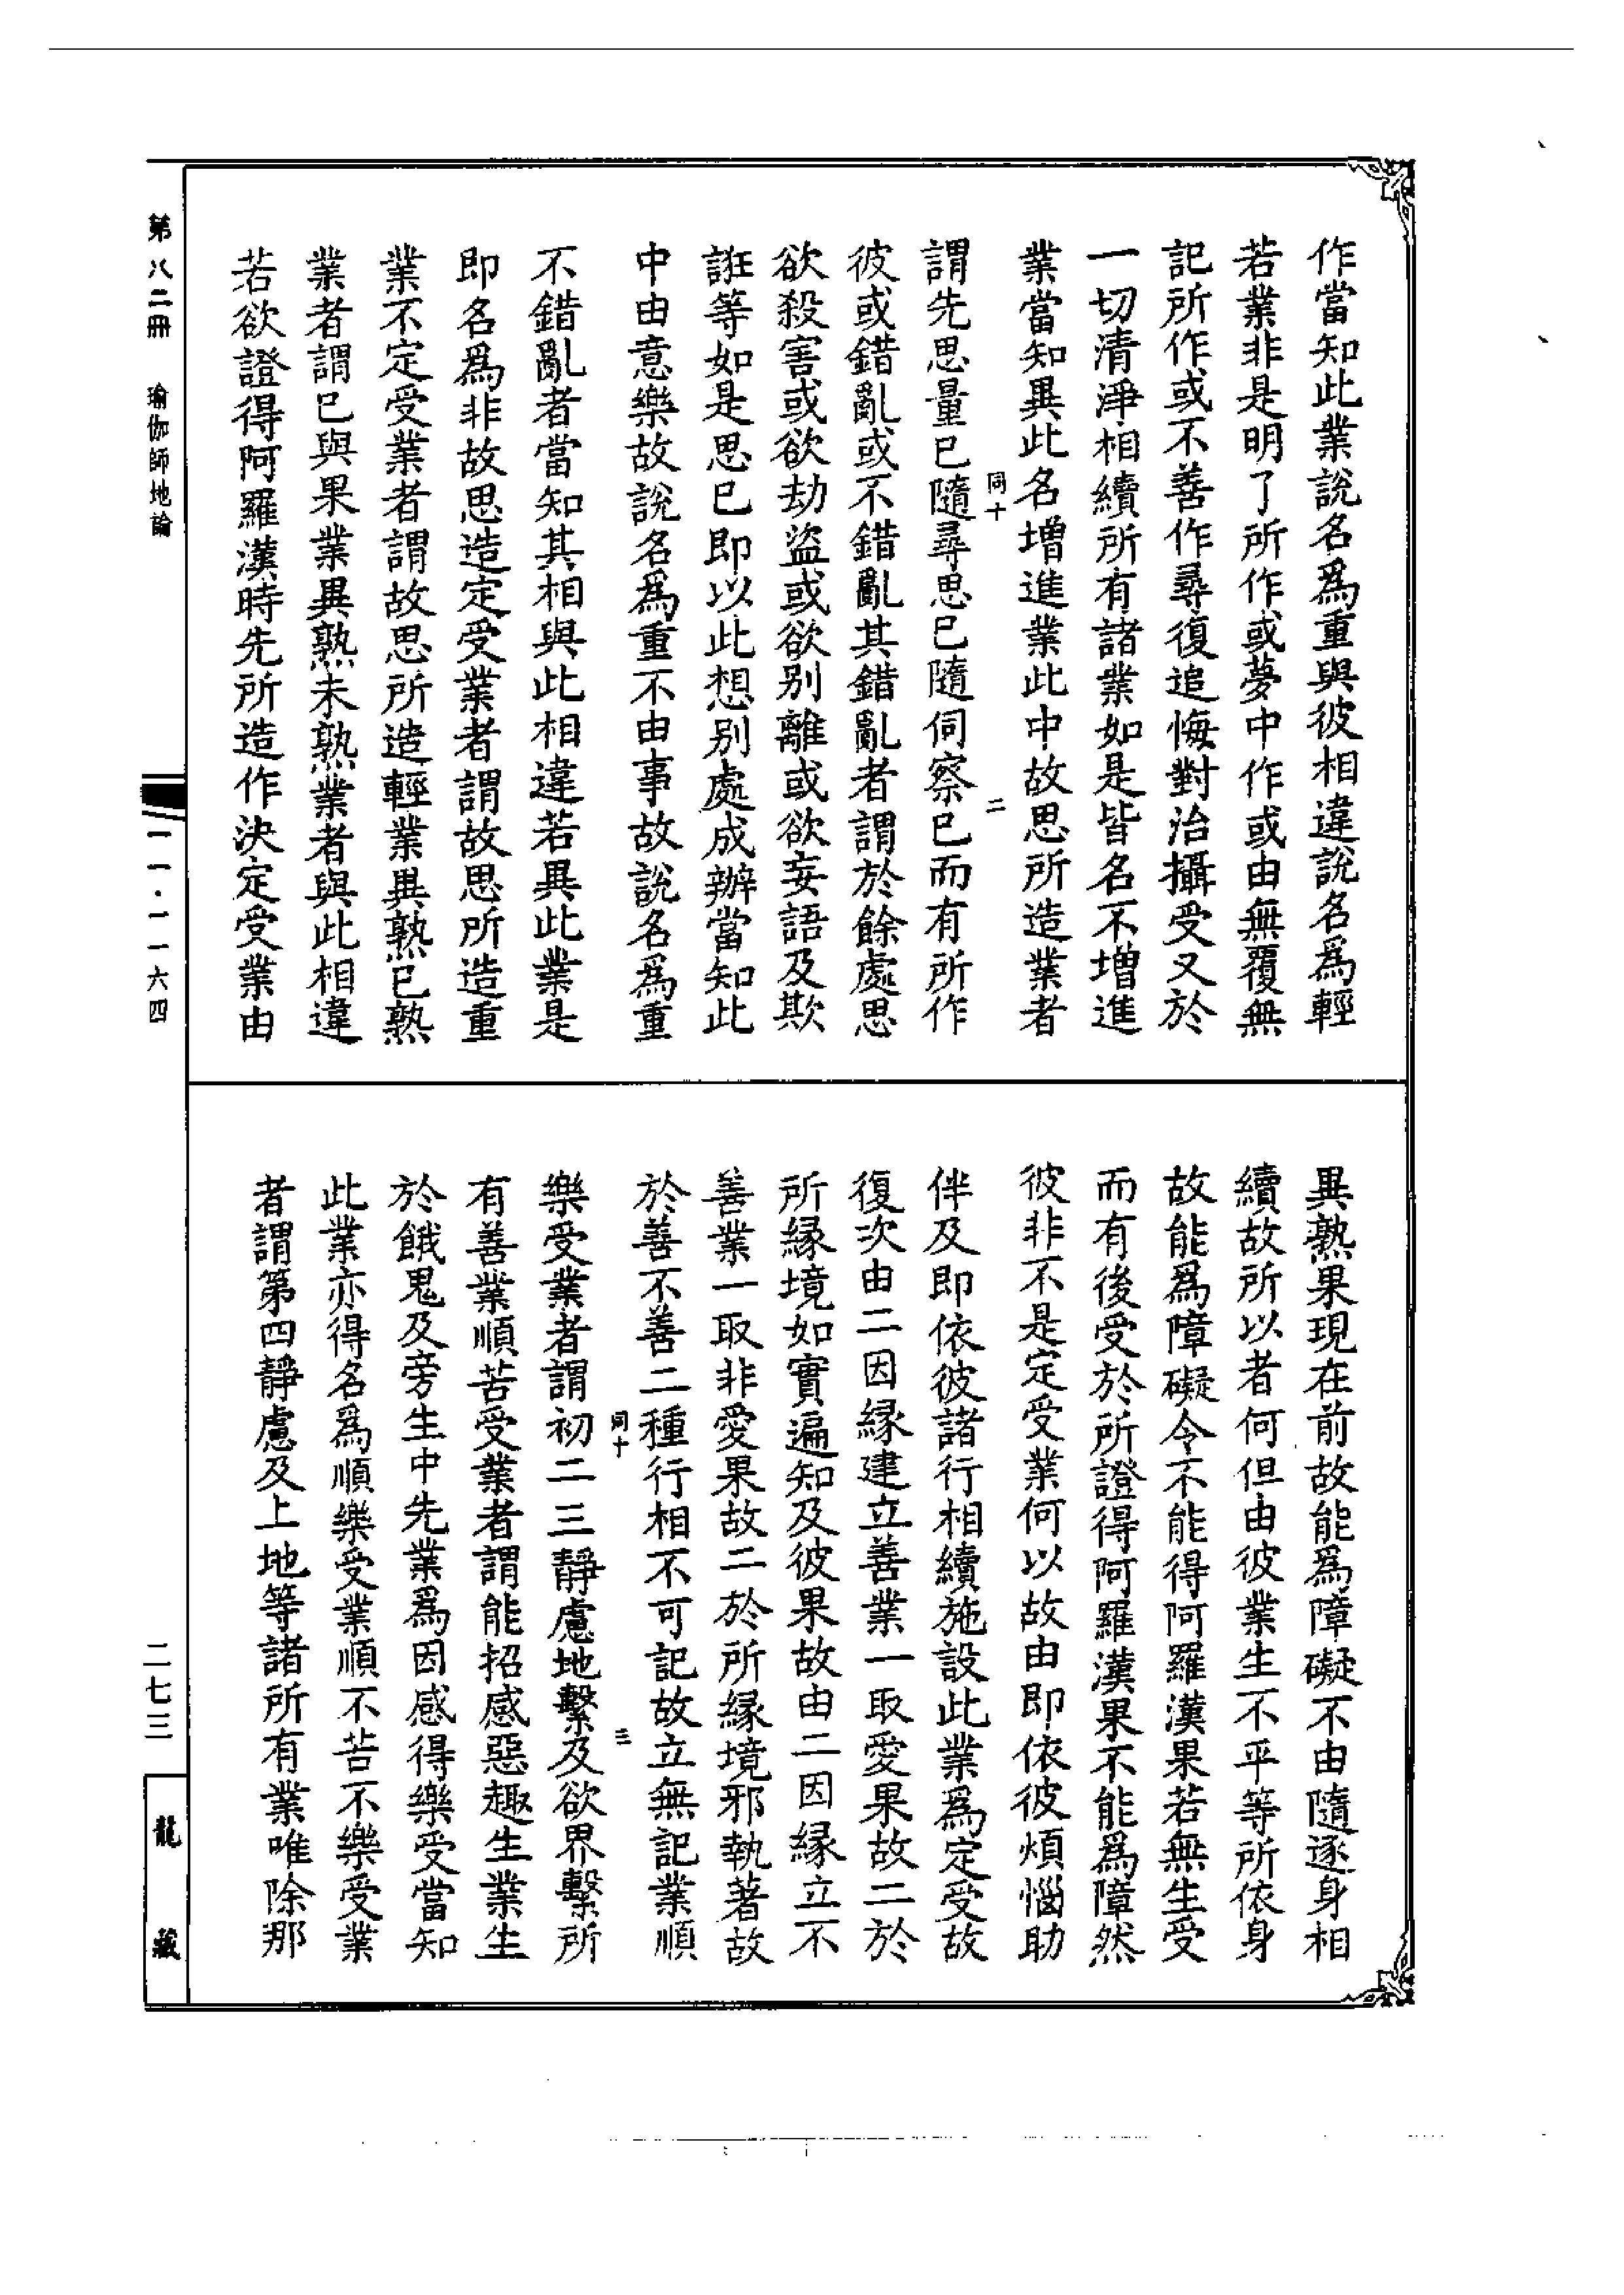 作當知此業說名爲重與彼相違說名爲輕
若業非是明了所作或夢中作或由無覆無
記所作或不善作尋復追悔對治攝受又於
一切清淨相續所有諸業如是皆名不增進
業當知異此名增進業此中故思所造業者
同十
二
謂先思量已隨尋思已隨伺察已而有所作
彼或錯亂或不錯亂其錯亂者謂於餘處思
欲殺害或欲劫盜或欲别離或欲妄語及欺
誑等如是思已即以此想別處成辦當知此
中由意樂故說名爲重不由事故說名爲重
不錯亂者當知其相與此相違若異此業是
即名爲非故思造定受業者謂故思所造重
業不定受業者謂故思所造輕業異熟已熟
業者謂已與果業異熟未熟業者與此相違
若欲證得阿羅漢時先所造作決定受業由
異熟果現在前故能爲障礙不由隨逐身相
續故所以者何但由彼業生不平等所依身
故能爲障礙令不能得阿羅漢果若無生受
而有後受於所證得阿羅漢果不能爲障然
彼非不是定受業何以故由即依彼煩惱助
伴及即依彼諸行相續施設此業爲定受故
復次由二因緣建立善業一取愛果故二於
所緣境如實遍知及彼果故由二因緣立不
善業一取非愛果故二於所緣境邪執著故
於善不善二種行相不可記故立無記業順
同十
三
樂受業者謂初二三靜慮地繫及欲界繫所
有善業順苦受業者謂能招感惡趣生業生
於餓鬼及旁生中先業爲因感得樂受當知
此業亦得名爲順樂受業順不苦不樂受業
者謂第四靜慮及上地等諸所有業唯除那
第八二冊　瑜伽師地論
一一·一一六四
二七三
龍藏